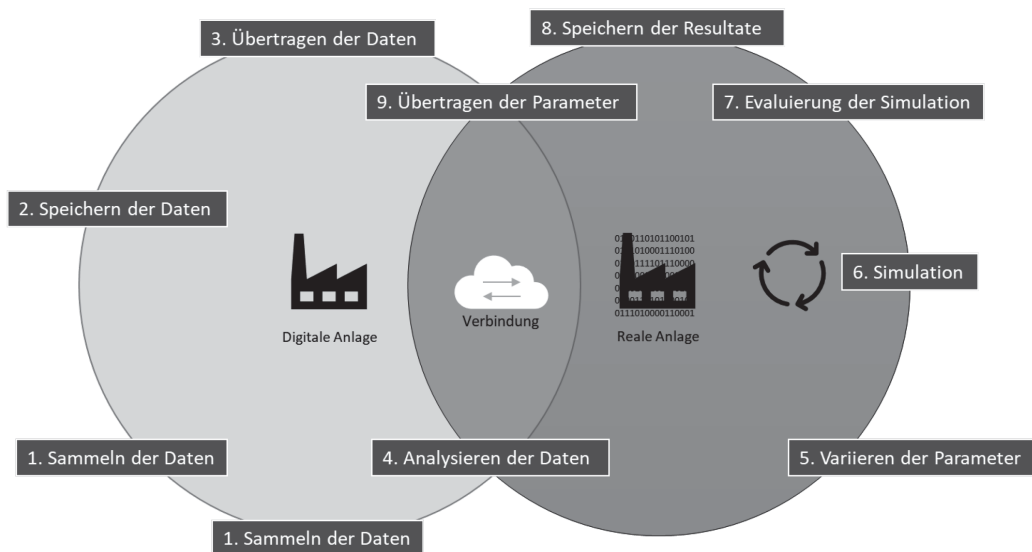 8. Speichern der Resultate
3. Übertragen der Daten
9. Übertragen der Parameter
7. Evaluierung der Simulation
2. Speichern der Daten
6. Simulation
0111010000110001
Verbindung
Digitale Anlage
Reale Anlage
1. Sammeln der Daten
4. Analysieren der Daten
5. Variieren der Parameter
1. Sammeln der Daten